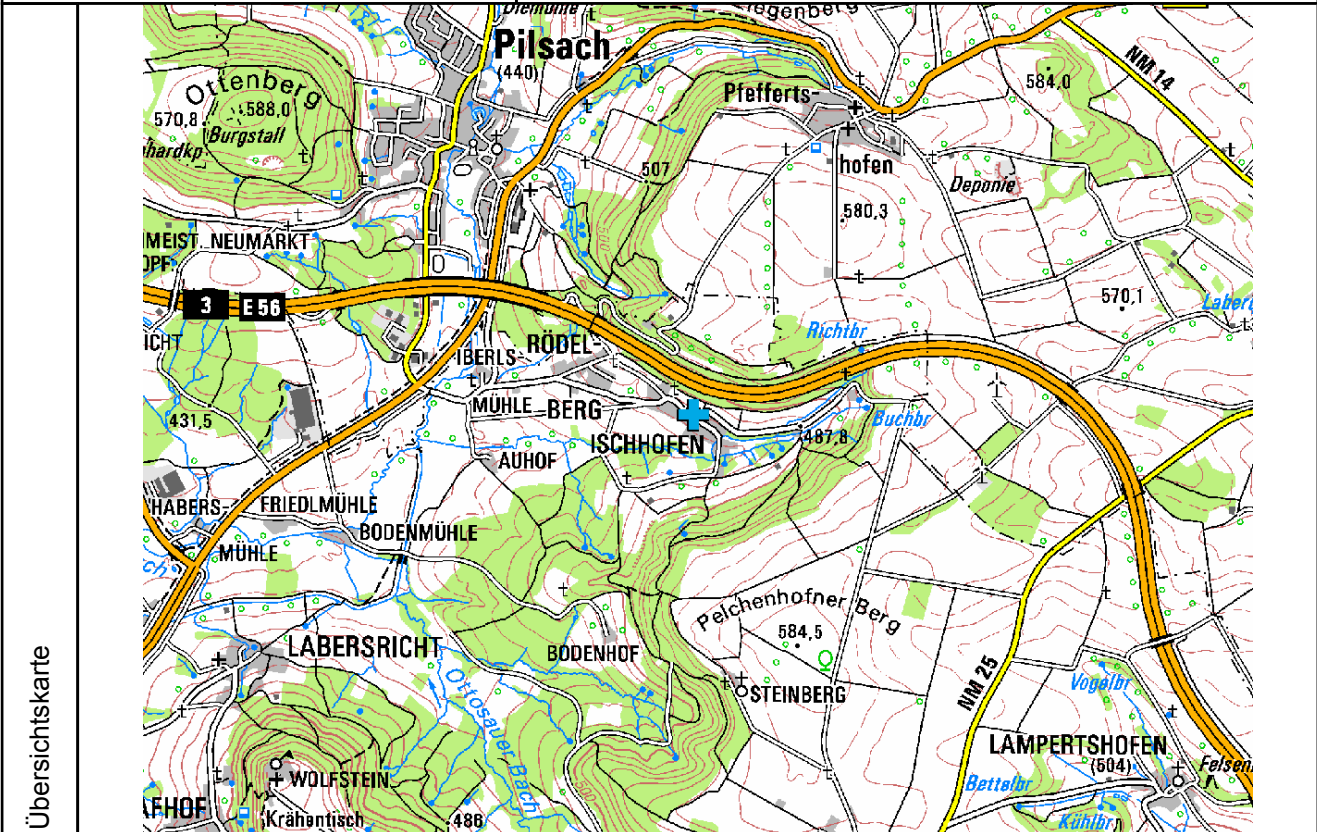 Übersichtskarte
Pilsach
(440)
Ottenberg
588,0
570,8
Burgstall
Pfefferts-
hofen
584,0
NM 14
507
Deponie
580,3
NEUMARKT
570,1
3
E 56
Richtbr
RÖDEL-
BERG
IBERLS-
MÜHLE
Buchbr
431,5
ISCHHOFEN
487,8
AUHOF
HABERS-
MÜHLE
FRIEDLMÜHLE
BODENMÜHLE
Pelchenhofner Berg
584,5
LABERSRICHT
BODENHOF
Ottosauer Bach
STEINBERG
NM 25
Vogelbr
500
LAMPERTSHOFEN
(504)
WOLFSTEIN
Bettelbr
Krähentisch
486
Kühlbr